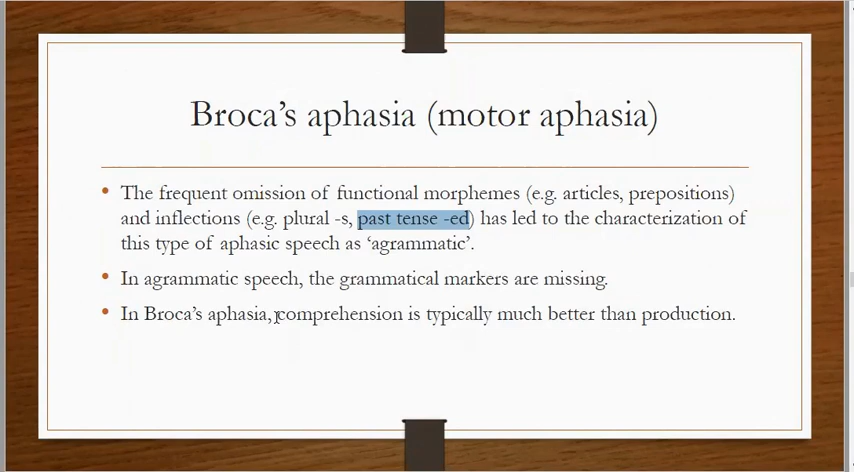 Broca’s aphasia (motor aphasia)
• The frequent omission of functional morphemes (e.g. articles, prepositions)
and inflections (e.g. plural -s, past tense -ed) has led to the characterization of
this type of aphasic speech as ‘agrammatic’.
• In agrammatic speech, the grammatical markers are missing.
• In Broca’s aphasia, comprehension is typically much better than production.